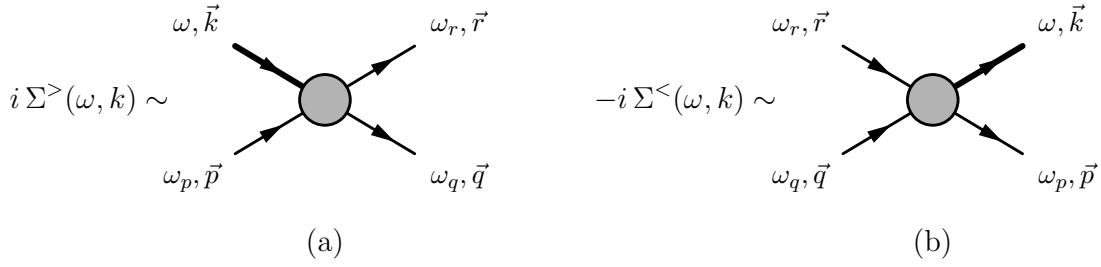 ω, k⃗ ω_r, r⃗ ω_r, r⃗ ω, k⃗
i Σ^>(ω, k) ∼ −i Σ^<(ω, k) ∼
ω_p, p⃗ ω_q, q⃗ ω_q, q⃗ ω_p, p⃗
(a) (b)